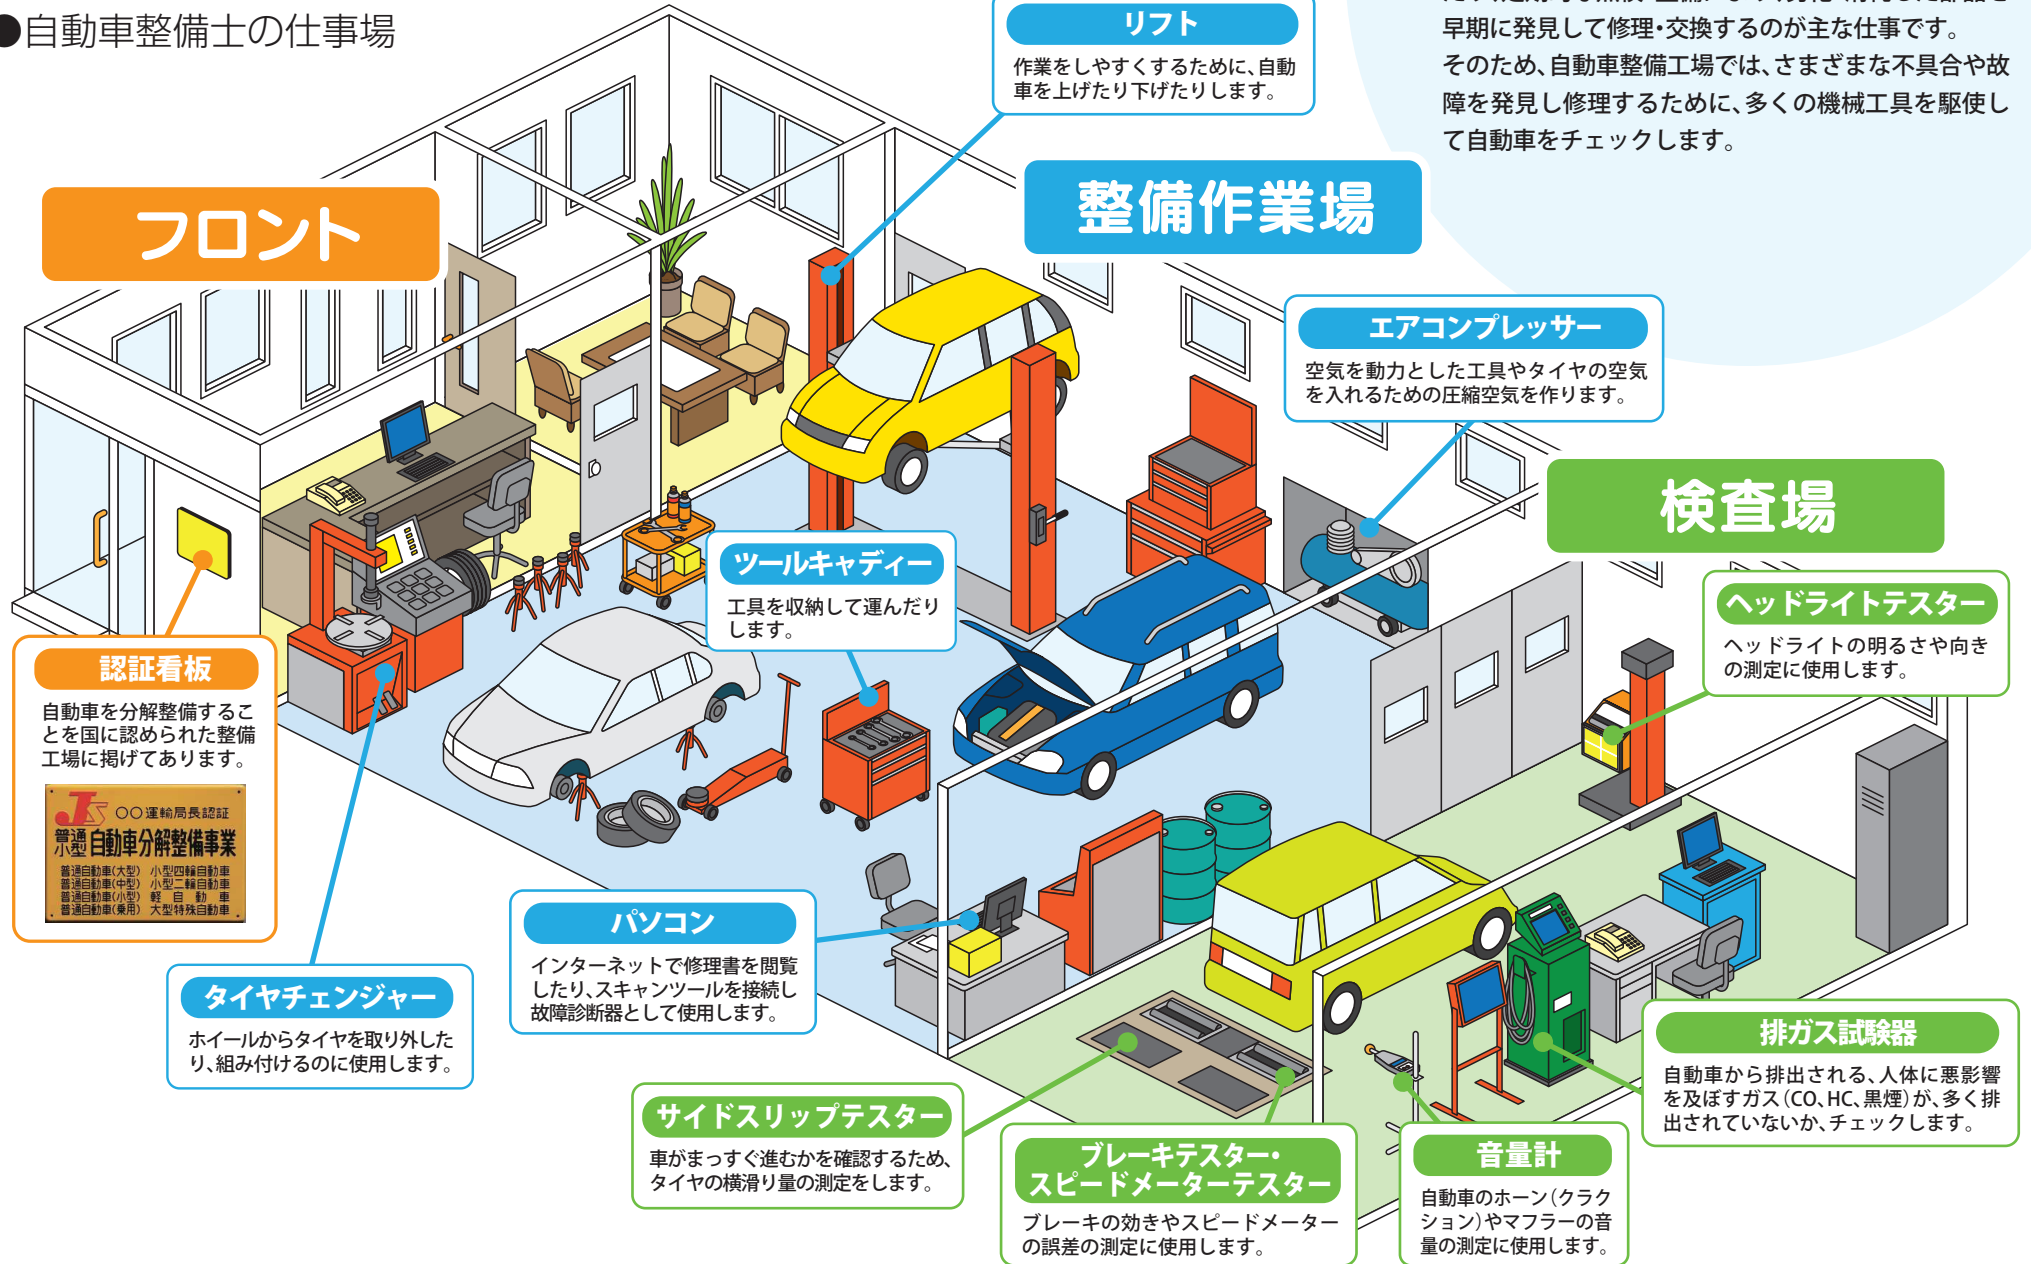 ●自動車整備士の仕事場
早期に発見して修理・交換するのが主な仕事です。
そのため、自動車整備工場では、さまざまな不具合や故
障を発見し修理するために、多くの機械工具を駆使し
て自動車をチェックします。
フロント
整備作業場
検査場
リフト
作業をしやすくするために、自動
車を上げたり下げたりします。
エアコンプレッサー
空気を動力とした工具やタイヤの空気
を入れるための圧縮空気を作ります。
ツールキャディー
工具を収納して運んだり
します。
ヘッドライトテスター
ヘッドライトの明るさや向き
の測定に使用します。
認証看板
自動車を分解整備するこ
とを国に認められた整備
工場に掲げてあります。
JS 〇〇運輸局長認証
普通
小型 自動車分解整備事業
普通自動車(大型) 小型四輪自動車
普通自動車(中型) 小型二輪自動車
普通自動車(小型) 軽自動車
普通自動車(乗用) 大型特殊自動車
タイヤチェンジャー
ホイールからタイヤを取り外した
り、組み付けるのに使用します。
パソコン
インターネットで修理書を閲覧
したり、スキャンツールを接続し
故障診断器として使用します。
サイドスリップテスター
車がまっすぐ進むかを確認するため、
タイヤの横滑り量の測定をします。
ブレーキテスター・
スピードメーターテスター
ブレーキの効きやスピードメーター
の誤差の測定に使用します。
音量計
自動車のホーン(クラク
ション)やマフラーの音
量の測定に使用します。
排ガス試験器
自動車から排出される、人体に悪影響
を及ぼすガス(CO、HC、黒煙)が、多く排
出されていないか、チェックします。